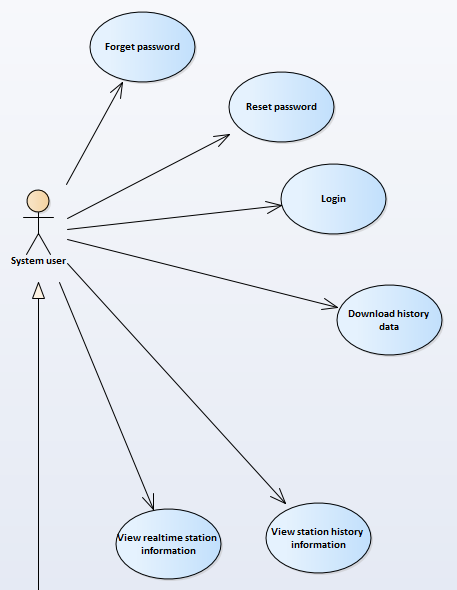 Forget password
Reset password
Login
System user
Download history
data
View realtime station
information
View station history
information